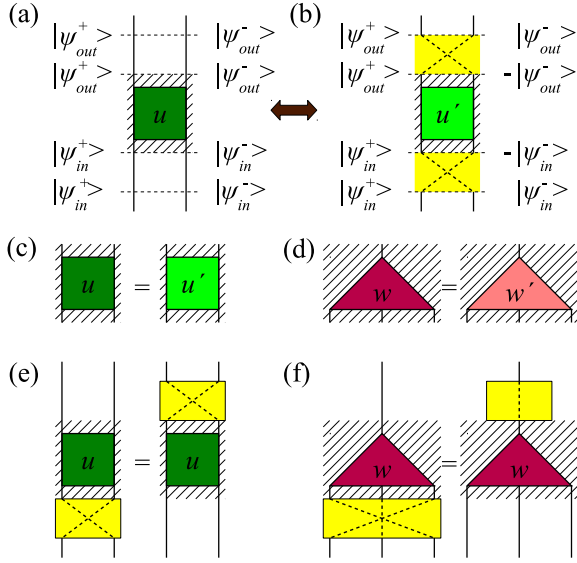 (a) (b)
|ψ⁺out> |ψ⁻out> |ψ⁺out> |ψ⁻out>
|ψ⁺out> |ψ⁻out> |ψ⁺out> -|ψ⁻out>
u u´
|ψ⁺in> |ψ⁻in> |ψ⁺in> -|ψ⁻in>
|ψ⁺in> |ψ⁻in> |ψ⁺in> |ψ⁻in>
(c) (d)
u = u´ w = w´
(e) (f)
u = u w = w